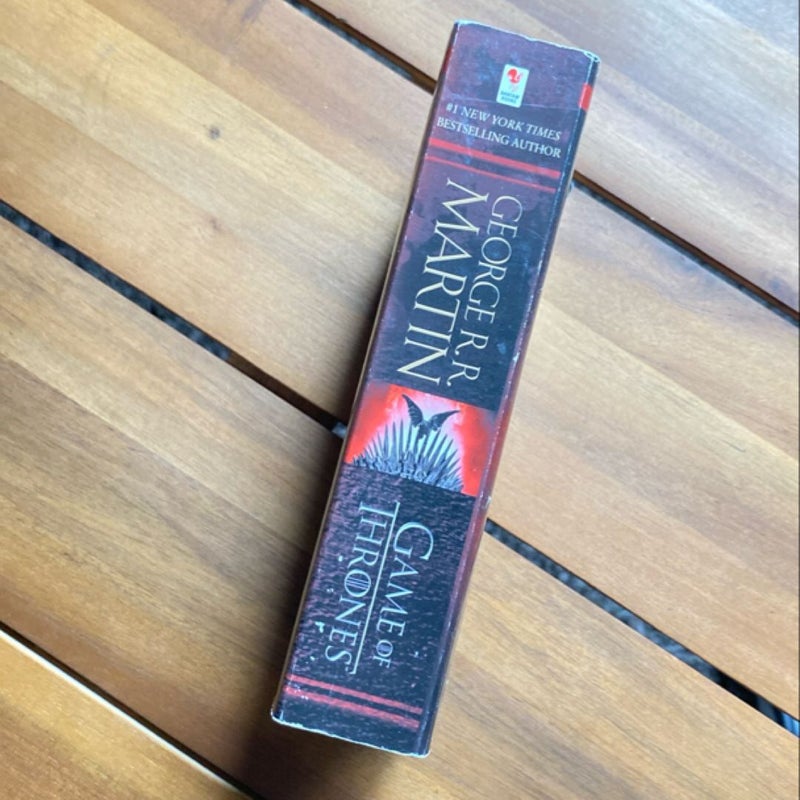 #1 NEW YORK TIMES
BESTSELLING AUTHOR
GEORGE R. R.
MARTIN
GAME OF
THRONES